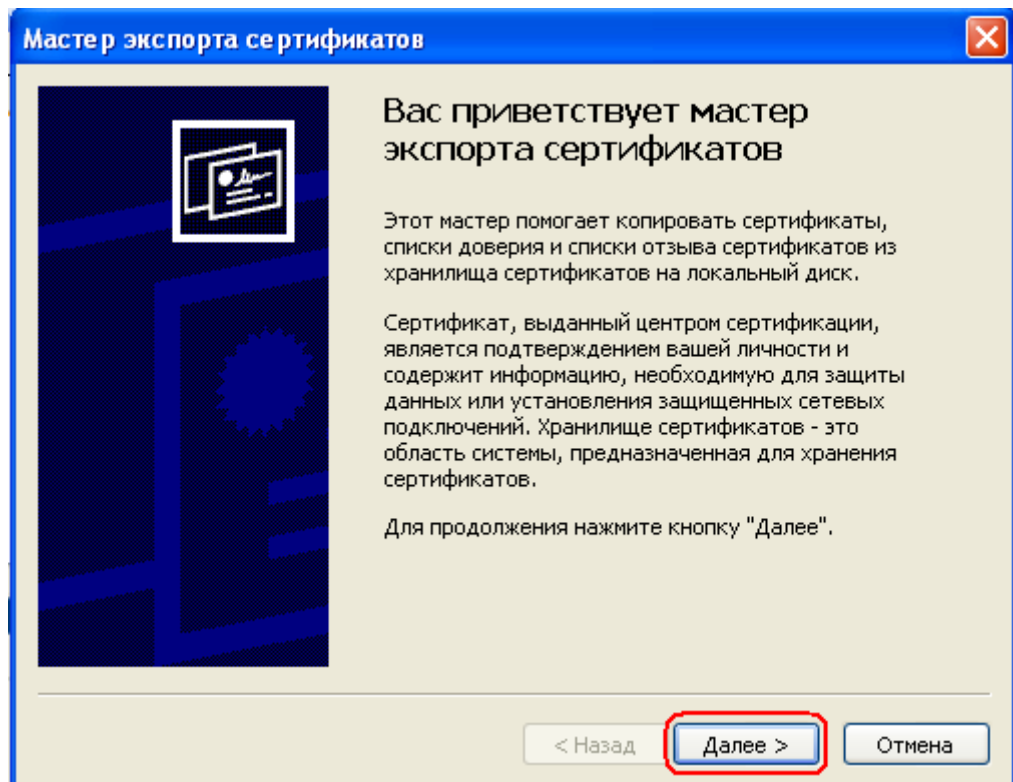 Мастер экспорта сертификатов
Вас приветствует мастер
экспорта сертификатов
Этот мастер помогает копировать сертификаты,
списки доверия и списки отзыва сертификатов из
хранилища сертификатов на локальный диск.
Сертификат, выданный центром сертификации,
является подтверждением вашей личности и
содержит информацию, необходимую для защиты
данных или установления защищенных сетевых
подключений. Хранилище сертификатов - это
область системы, предназначенная для хранения
сертификатов.
Для продолжения нажмите кнопку "Далее".
< Назад
Далее >
Отмена